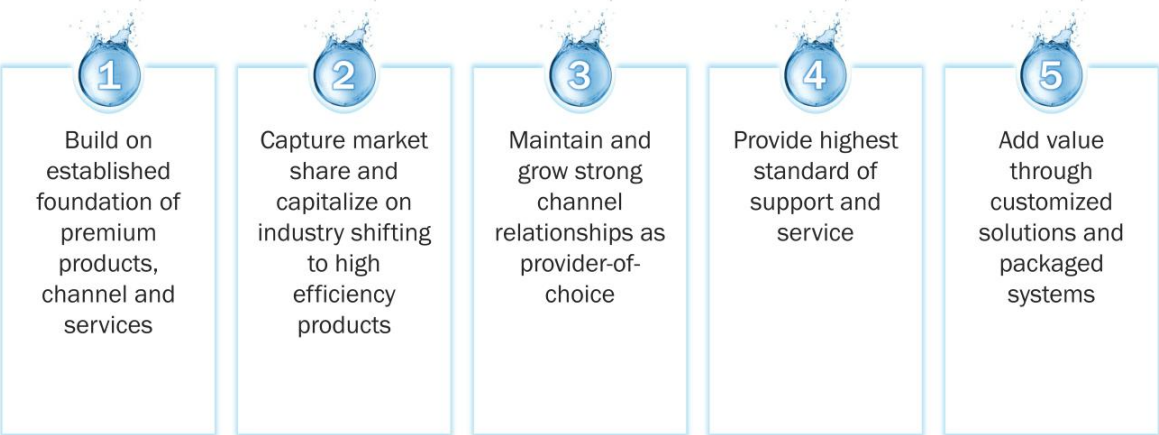 1
Build on
established
foundation of
premium
products,
channel and
services
2
Capture market
share and
capitalize on
industry shifting
to high
efficiency
products
3
Maintain and
grow strong
channel
relationships as
provider-of-
choice
4
Provide highest
standard of
support and
service
5
Add value
through
customized
solutions and
packaged
systems